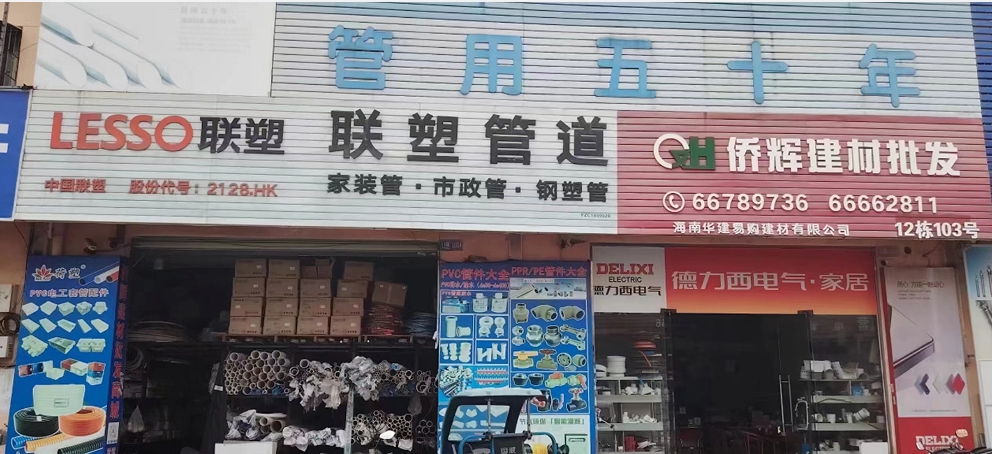 管用五十年
LESSO联塑
联塑管道
中国联塑 股份代号：2128.HK
家装管·市政管·钢塑管
QH侨辉建材批发
66789736 66662811
海南华建易购建材有限公司
12栋103号
荷塑
PVC电工套管配件
PVC管件大全
PPR/PE管件大全
DELIXI
ELECTRIC
德力西电气
德力西电气·家居
DELIXI